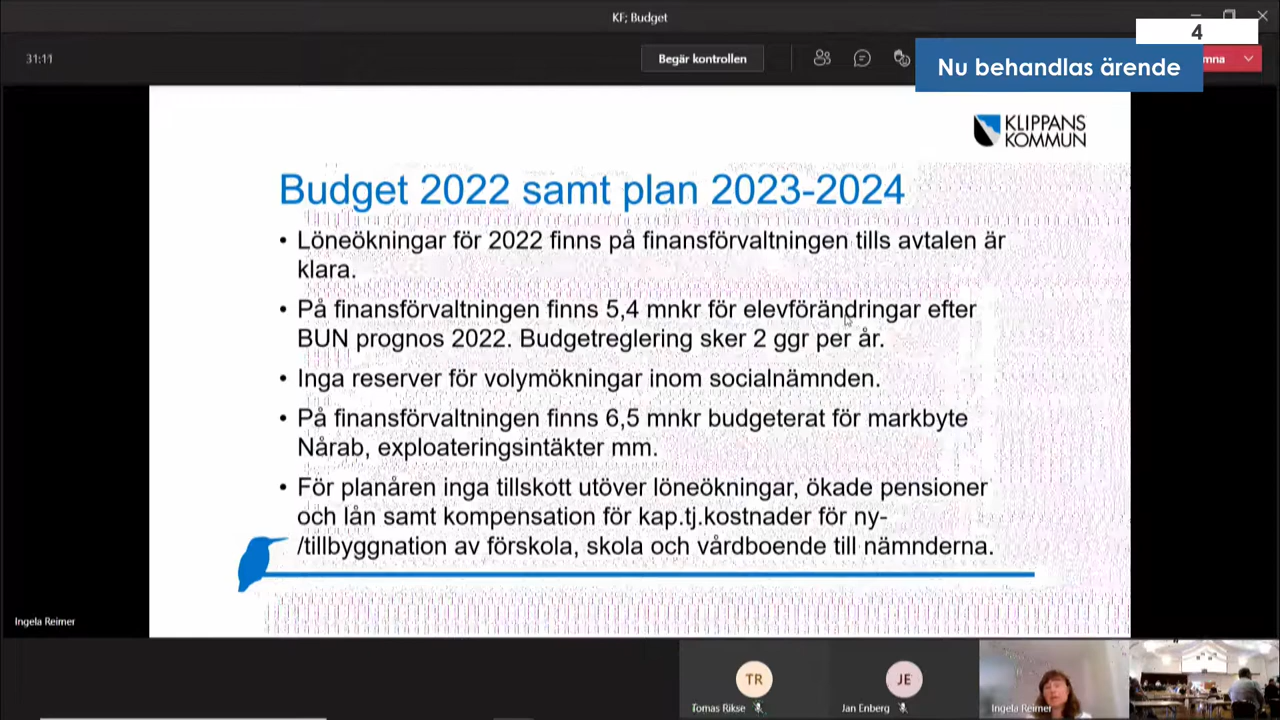 KF; Budget
4
31:11
Begär kontrollen
mna
Nu behandlas ärende
KLIPPANS
KOMMUN
Budget 2022 samt plan 2023-2024
• Löneökningar för 2022 finns på finansförvaltningen tills avtalen är
klara.
• På finansförvaltningen finns 5,4 mnkr för elevförändringar efter
BUN prognos 2022. Budgetreglering sker 2 ggr per år.
• Inga reserver för volymökningar inom socialnämnden.
• På finansförvaltningen finns 6,5 mnkr budgeterat för markbyte
Nårab, exploateringsintäkter mm.
• För planåren inga tillskott utöver löneökningar, ökade pensioner
och lån samt kompensation för kap.tj.kostnader för ny-
/tillbyggnation av förskola, skola och vårdboende till nämnderna.
Ingela Reimer
TR
JE
Tomas Rikse
Jan Enberg
Ingela Reimer